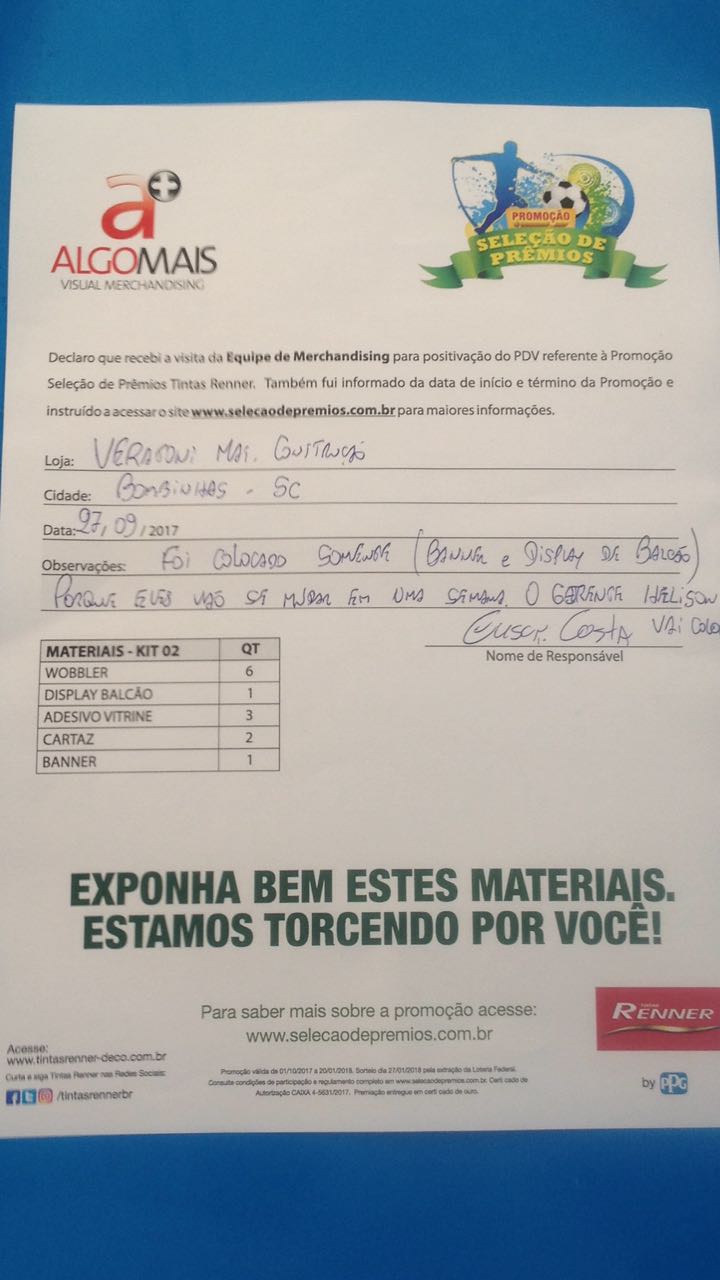 a+
ALGOMAIS
VISUAL MERCHANDISING
PROMOÇÃO
SELEÇÃO DE
PRÊMIOS
Declaro que recebi a visita da Equipe de Merchandising para positivação do PDV referente à Promoção
Seleção de Prêmios Tintas Renner. Também fui informado da data de início e término da Promoção e
instruído a acessar o site www.selecaodepremios.com.br para maiores informações.
Loja: MAT. CONSTRUÇÃO
Cidade: BOMBINHAS - SC
Data: 27/09/2017
Observações: FOI COLOCADO SOMENTE (BANNER e DISPLAY DE BALCÃO)
PORQUE ELES VÃO SE MUDAR EM UMA SEMANA. O GERENTE
COSTA VAI
Nome de Responsável
MATERIAIS - KIT 02 QT
WOBBLER 6
DISPLAY BALCÃO 1
ADESIVO VITRINE 3
CARTAZ 2
BANNER 1
EXPONHA BEM ESTES MATERIAIS.
ESTAMOS TORCENDO POR VOCÊ!
Para saber mais sobre a promoção acesse:
www.selecaodepremios.com.br
TINTAS
RENNER
by PPG
Acesse:
www.tintasrenner-deco.com.br
Curta e siga Tintas Renner nas Redes Sociais:
/tintasrennerbr
Promoção válida de 01/10/2017 a 20/01/2018. Sorteio dia 27/01/2018 pela extração da Loteria Federal.
Consulte condições de participação e regulamento completo em www.selecaodepremios.com.br. Certi cado de
Autorização CAIXA 4-5631/2017. Premiação entregue em certi cado de ouro.